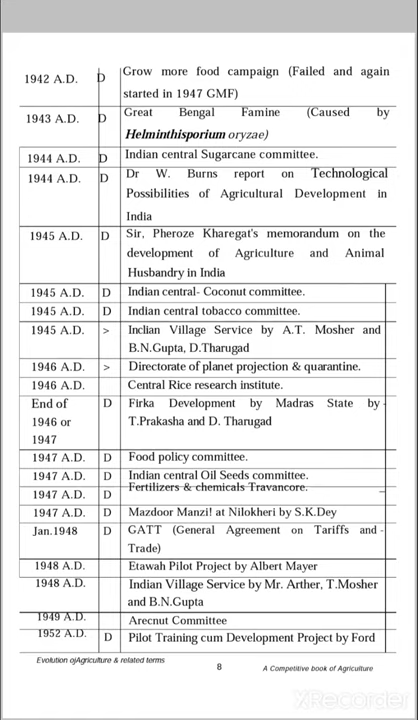 1942 A.D. D Grow more food campaign (Failed and again
started in 1947 GMF)
1943 A.D. D Great Bengal Famine (Caused by
Helminthisporium oryzae)
1944 A.D. D Indian central Sugarcane committee.
1944 A.D. D Dr W. Burns report on Technological
Possibilities of Agricultural Development in
India
1945 A.D. D Sir, Pheroze Kharegat's memorandum on the
development of Agriculture and Animal
Husbandry in India
1945 A.D. D Indian central- Coconut committee.
1945 A.D. D Indian central tobacco committee.
1945 A.D. > Inclian Village Service by A.T. Mosher and
B.N.Gupta, D.Tharugad
1946 A.D. > Directorate of planet projection & quarantine.
1946 A.D. Central Rice research institute.
End of D Firka Development by Madras State by -
1946 or T.Prakasha and D. Tharugad
1947
1947 A.D. D Food policy committee.
1947 A.D. D Indian central Oil Seeds committee.
1947 A.D. D Fertilizers & chemicals Travancore.
1947 A.D. D Mazdoor Manzi! at Nilokheri by S.K.Dey
Jan.1948 D GATT (General Agreement on Tariffs and -
Trade)
1948 A.D. Etawah Pilot Project by Albert Mayer
1948 A.D. Indian Village Service by Mr. Arther, T.Mosher
and B.N.Gupta
1949 A.D. Arecnut Committee
1952 A.D. D Pilot Training cum Development Project by Ford
Evolution ojAgriculture & related terms 8 A Competitive book of Agriculture
XRecorder